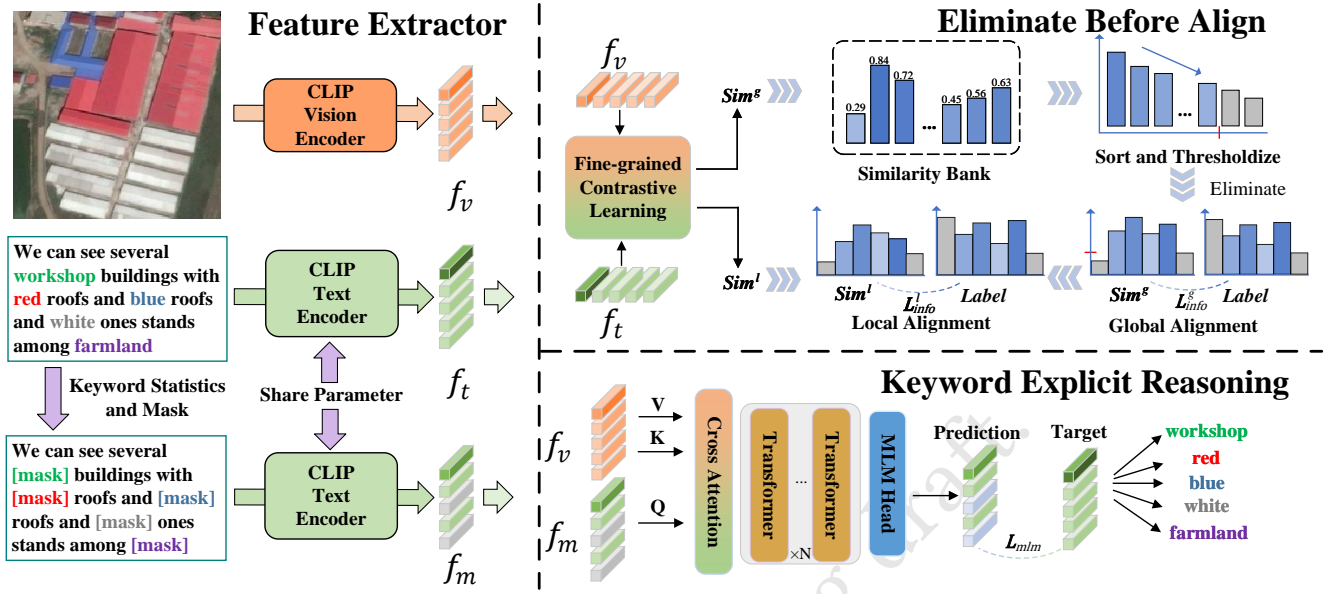 Feature Extractor
CLIP
Vision
Encoder
f_v
We can see several
workshop buildings with
red roofs and blue roofs
and white ones stands
among farmland
CLIP
Text
Encoder
f_t
Keyword Statistics
and Mask
Share Parameter
We can see several
[mask] buildings with
[mask] roofs and [mask]
roofs and [mask] ones
stands among [mask]
CLIP
Text
Encoder
f_m
Eliminate Before Align
f_v
Fine-grained
Contrastive
Learning
f_t
Sim^g
Sim^l
0.29
0.84
0.72
...
0.45
0.56
0.63
Similarity Bank
...
Sort and Thresholdize
Eliminate
Sim^l
L^l_info
Label
Local Alignment
Sim^g
L^g_info
Label
Global Alignment
Keyword Explicit Reasoning
f_v
f_m
V
K
Q
Cross Attention
Transformer
...
Transformer
×N
MLM Head
Prediction
Target
L_mlm
workshop
red
blue
white
farmland
draft.